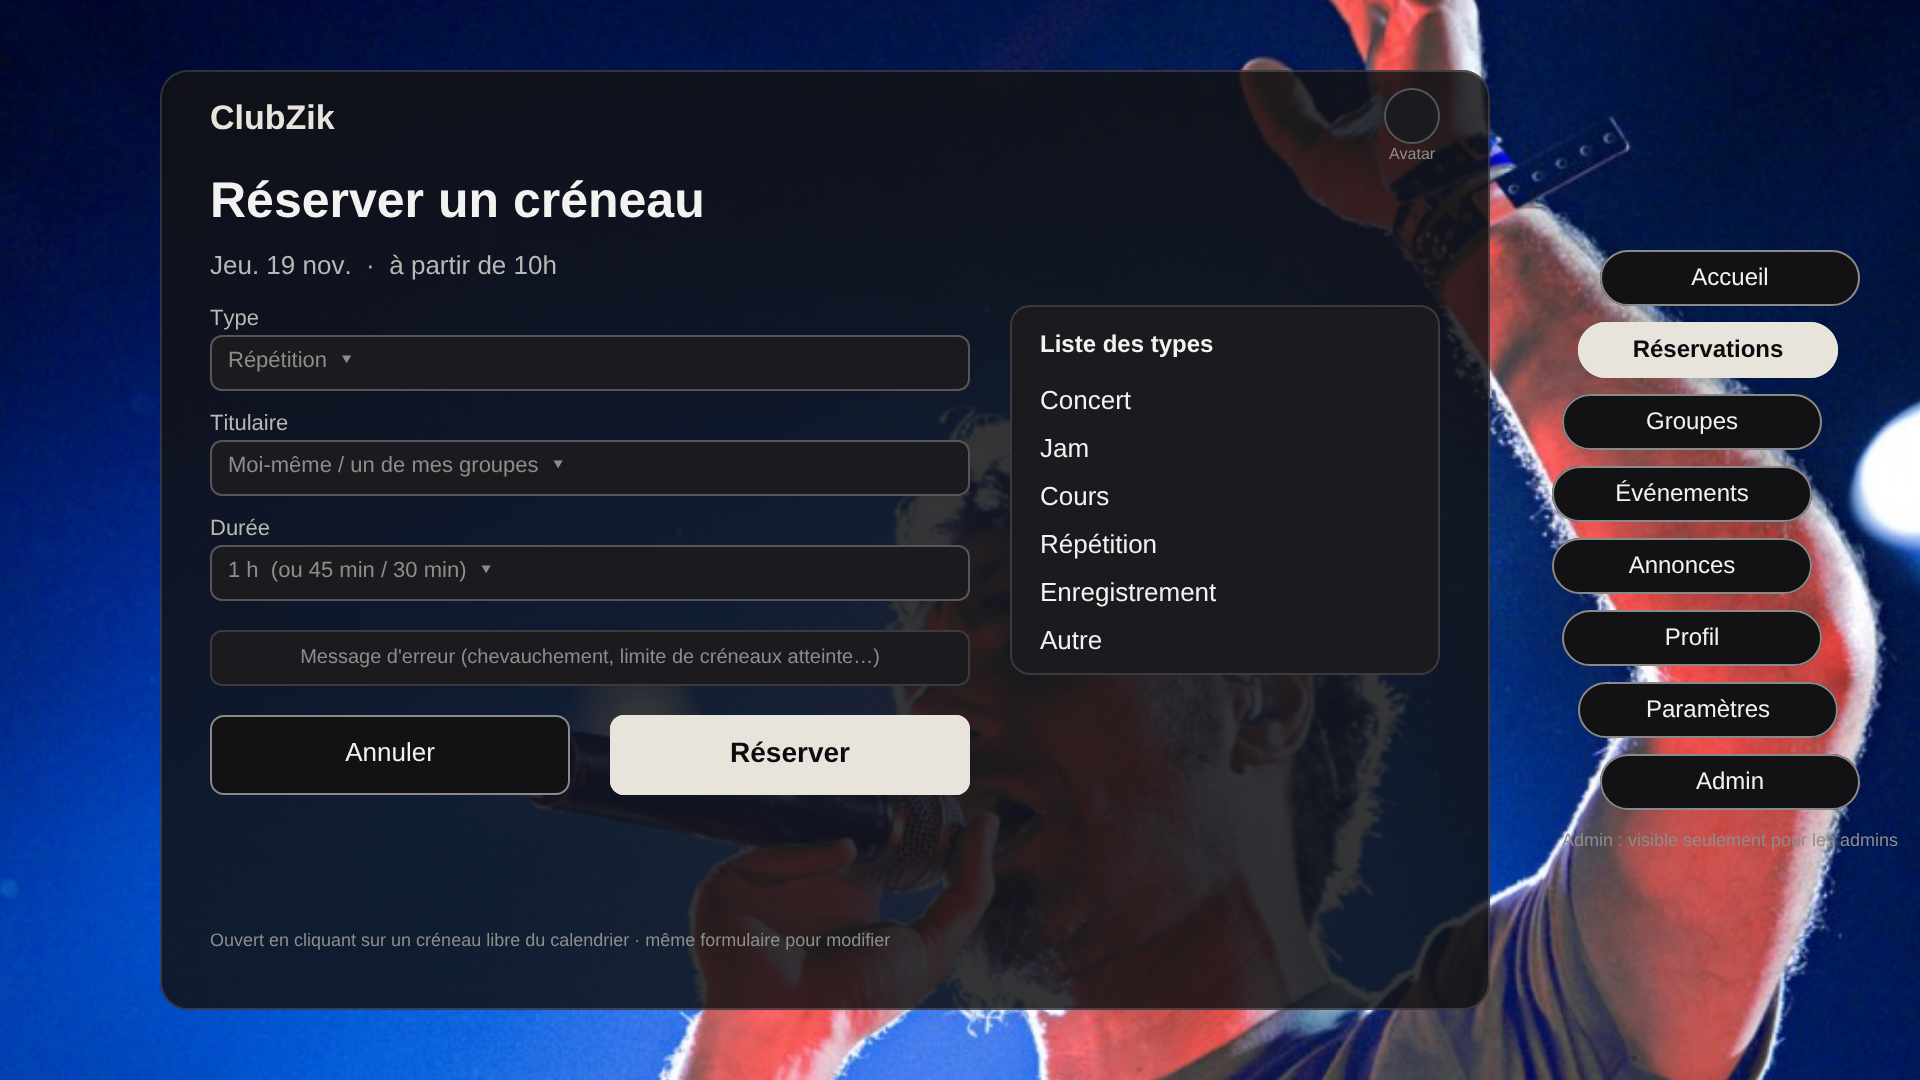 ClubZik
Avatar
Réserver un créneau
Jeu. 19 nov. · à partir de 10h
Type
Répétition ▼
Titulaire
Moi-même / un de mes groupes ▼
Durée
1 h (ou 45 min / 30 min) ▼
Message d'erreur (chevauchement, limite de créneaux atteinte…)
Annuler
Réserver
Liste des types
Concert
Jam
Cours
Répétition
Enregistrement
Autre
Ouvert en cliquant sur un créneau libre du calendrier · même formulaire pour modifier
Accueil
Réservations
Groupes
Événements
Annonces
Profil
Paramètres
Admin
Admin : visible seulement pour les admins